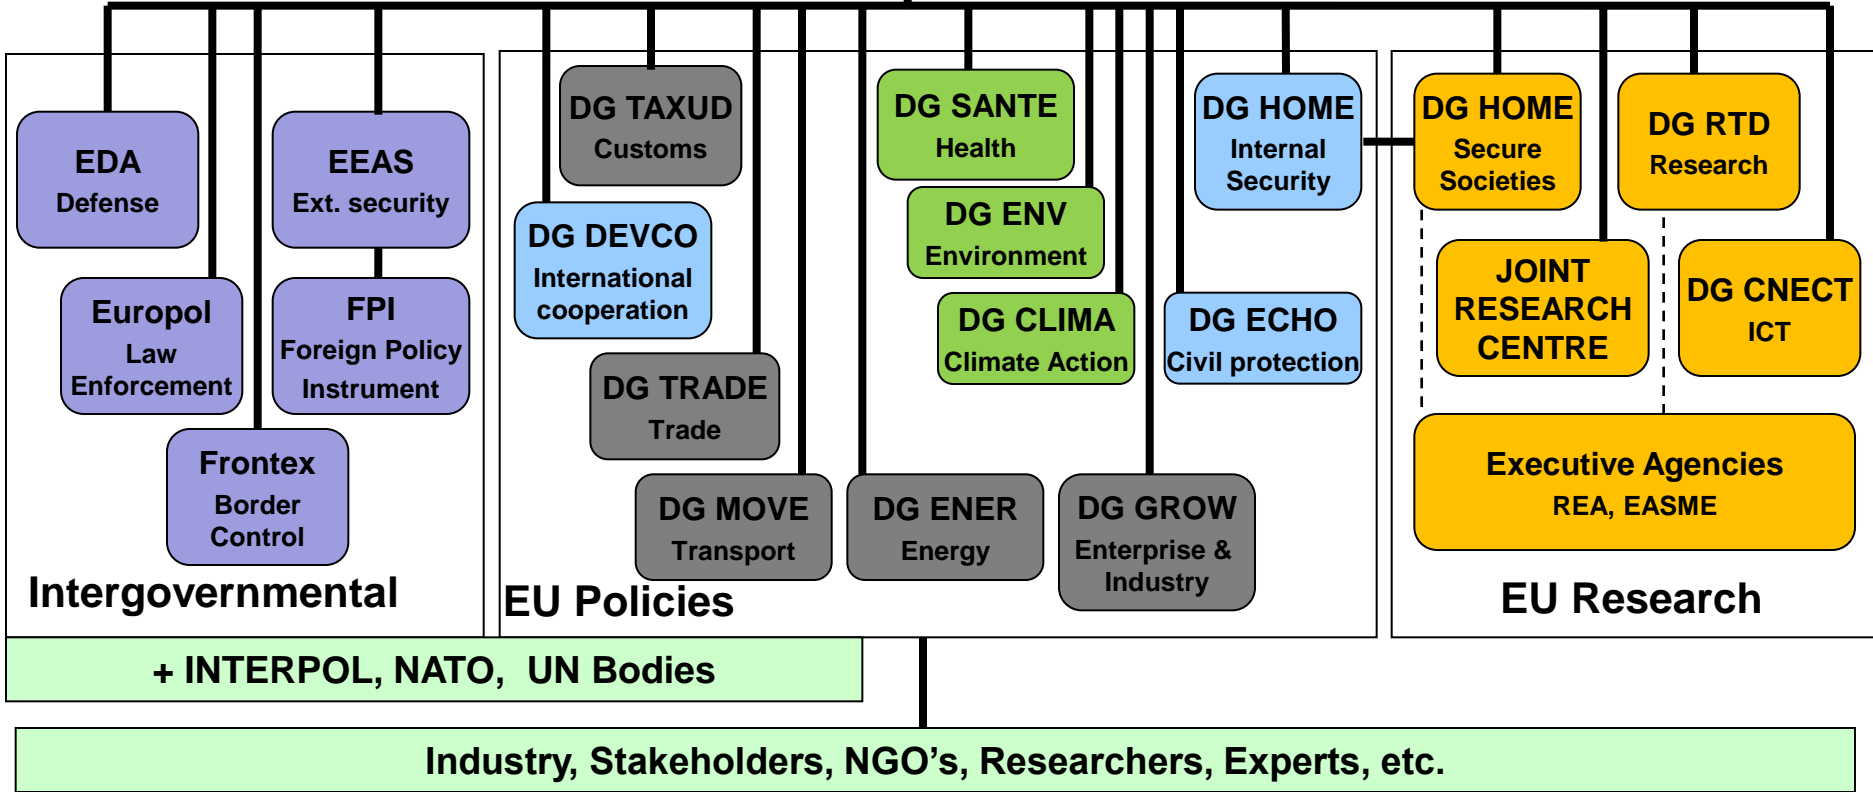 EDA
Defense
EEAS
Ext. security
Europol
Law
Enforcement
FPI
Foreign Policy
Instrument
Frontex
Border
Control
Intergovernmental
DG TAXUD
Customs
DG DEVCO
International
cooperation
DG TRADE
Trade
DG MOVE
Transport
DG SANTE
Health
DG ENV
Environment
DG CLIMA
Climate Action
DG ENER
Energy
DG GROW
Enterprise &
Industry
DG HOME
Internal
Security
DG ECHO
Civil protection
EU Policies
DG HOME
Secure
Societies
DG RTD
Research
JOINT
RESEARCH
CENTRE
DG CNECT
ICT
Executive Agencies
REA, EASME
EU Research
+ INTERPOL, NATO, UN Bodies
Industry, Stakeholders, NGO’s, Researchers, Experts, etc.